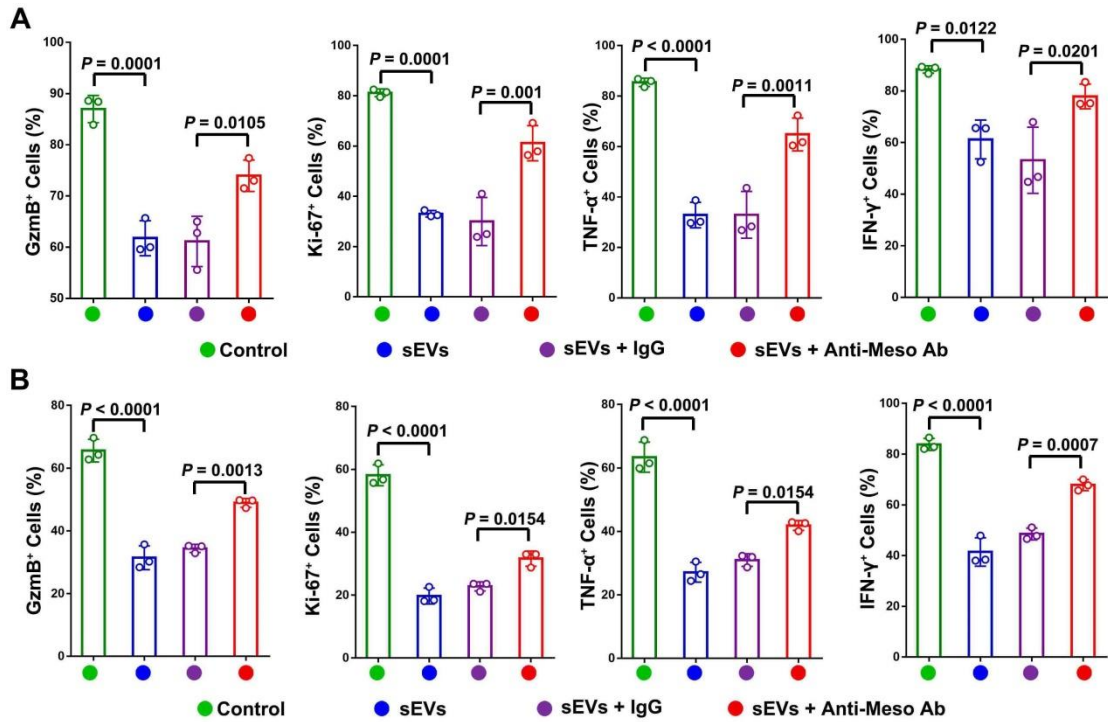 A
P = 0.0001
P = 0.0105
GzmB⁺ Cells (%)
100
90
80
70
60
50
P = 0.0001
P = 0.001
Ki-67⁺ Cells (%)
100
80
60
40
20
0
P < 0.0001
P = 0.0011
TNF-α⁺ Cells (%)
100
80
60
40
20
0
P = 0.0122
P = 0.0201
IFN-γ⁺ Cells (%)
100
80
60
40
20
0
Control sEVs sEVs + IgG sEVs + Anti-Meso Ab
B
P < 0.0001
P = 0.0013
GzmB⁺ Cells (%)
80
60
40
20
0
P < 0.0001
P = 0.0154
Ki-67⁺ Cells (%)
80
60
40
20
0
P < 0.0001
P = 0.0154
TNF-α⁺ Cells (%)
80
60
40
20
0
P < 0.0001
P = 0.0007
IFN-γ⁺ Cells (%)
100
80
60
40
20
0
Control sEVs sEVs + IgG sEVs + Anti-Meso Ab